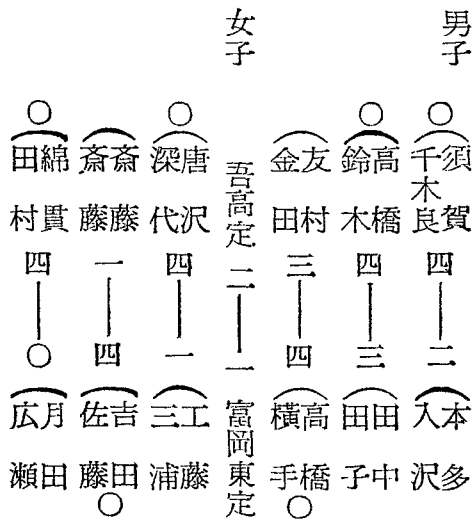 男子
○(須賀 千木良) 四―二 (本多 入沢)
○(高橋 鈴木) 四―三 (田中 田子)
(友村 金田) 三―四 (高橋 横手)○
女子
吾高定 二―一 富岡東定
○(唐沢 深代) 四―一 (工藤 三浦)
(斎藤 斎藤) 一―四 (吉田 佐藤)○
○(綿貫 田村) 四―○ (月田 広瀬)